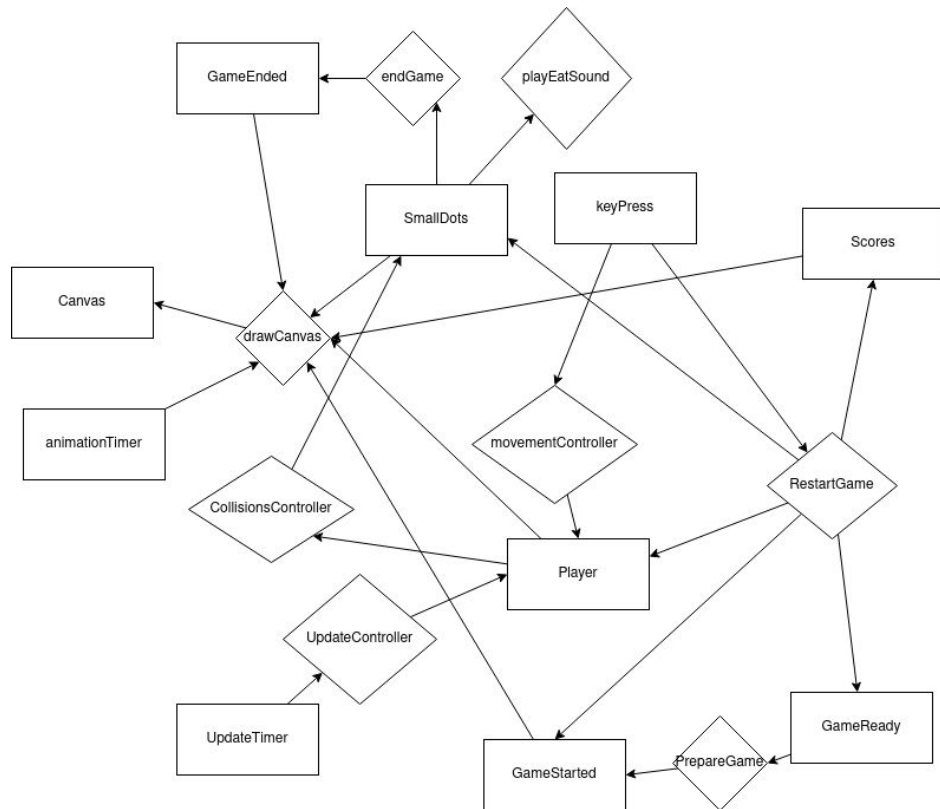 GameEnded
endGame
playEatSound
SmallDots
keyPress
Scores
Canvas
drawCanvas
animationTimer
movementController
RestartGame
CollisionsController
Player
UpdateController
UpdateTimer
GameReady
PrepareGame
GameStarted